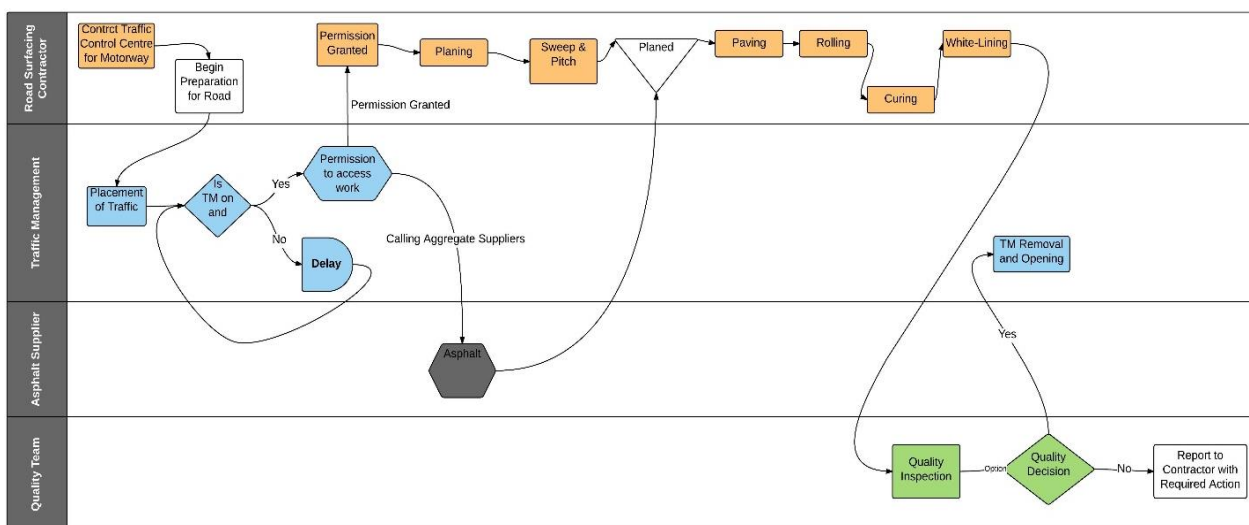 Road Surfacing
Contractor
Contrct Traffic
Control Centre
for Motorway
Begin
Preparation
for Road
Permission
Granted
Planing
Sweep &
Pitch
Planed
Paving
Rolling
Curing
White-Lining
Permission Granted
Traffic Management
Placement
of Traffic
Is
TM on
and
Yes
No
Delay
Permission
to access
work
Calling Aggregate Suppliers
TM Removal
and Opening
Asphalt Supplier
Asphalt
Yes
Quality Team
Quality
Inspection
Option
Quality
Decision
No
Report to
Contractor with
Required Action